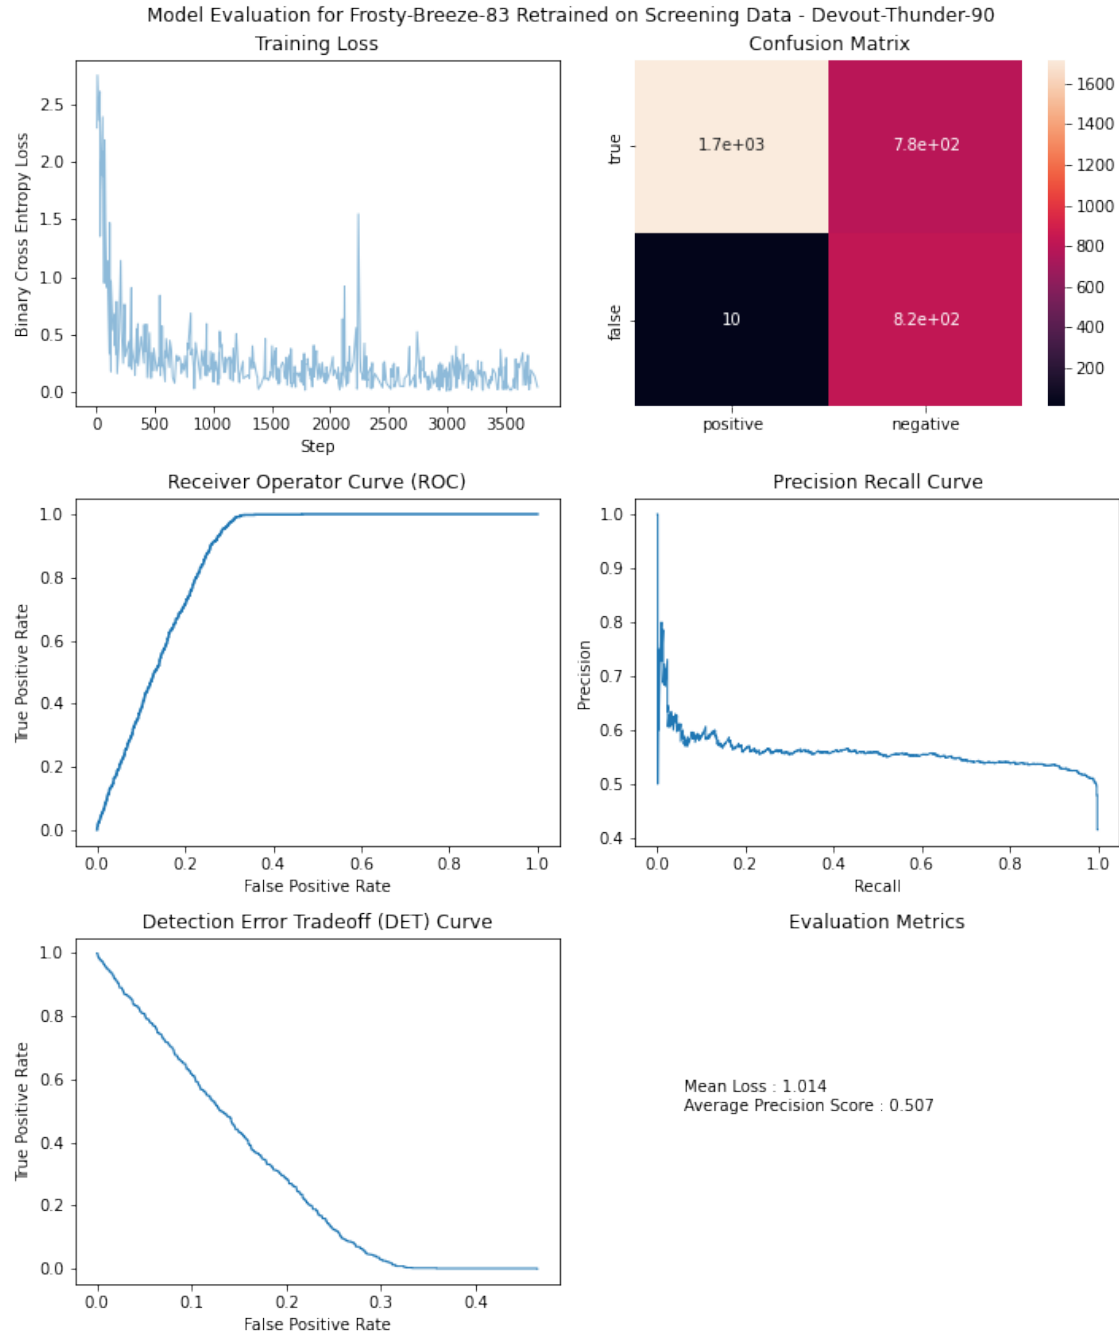 Model Evaluation for Frosty-Breeze-83 Retrained on Screening Data - Devout-Thunder-90
Training Loss
Binary Cross Entropy Loss
2.5
2.0
1.5
1.0
0.5
0.0
0 500 1000 1500 2000 2500 3000 3500
Step
Confusion Matrix
true
false
1.7e+03 7.8e+02
10 8.2e+02
positive negative
1600
1400
1200
1000
800
600
400
200
Receiver Operator Curve (ROC)
True Positive Rate
1.0
0.8
0.6
0.4
0.2
0.0
0.0 0.2 0.4 0.6 0.8 1.0
False Positive Rate
Precision Recall Curve
Precision
1.0
0.9
0.8
0.7
0.6
0.5
0.4
0.0 0.2 0.4 0.6 0.8 1.0
Recall
Detection Error Tradeoff (DET) Curve
True Positive Rate
1.0
0.8
0.6
0.4
0.2
0.0
0.0 0.1 0.2 0.3 0.4
False Positive Rate
Evaluation Metrics
Mean Loss : 1.014
Average Precision Score : 0.507